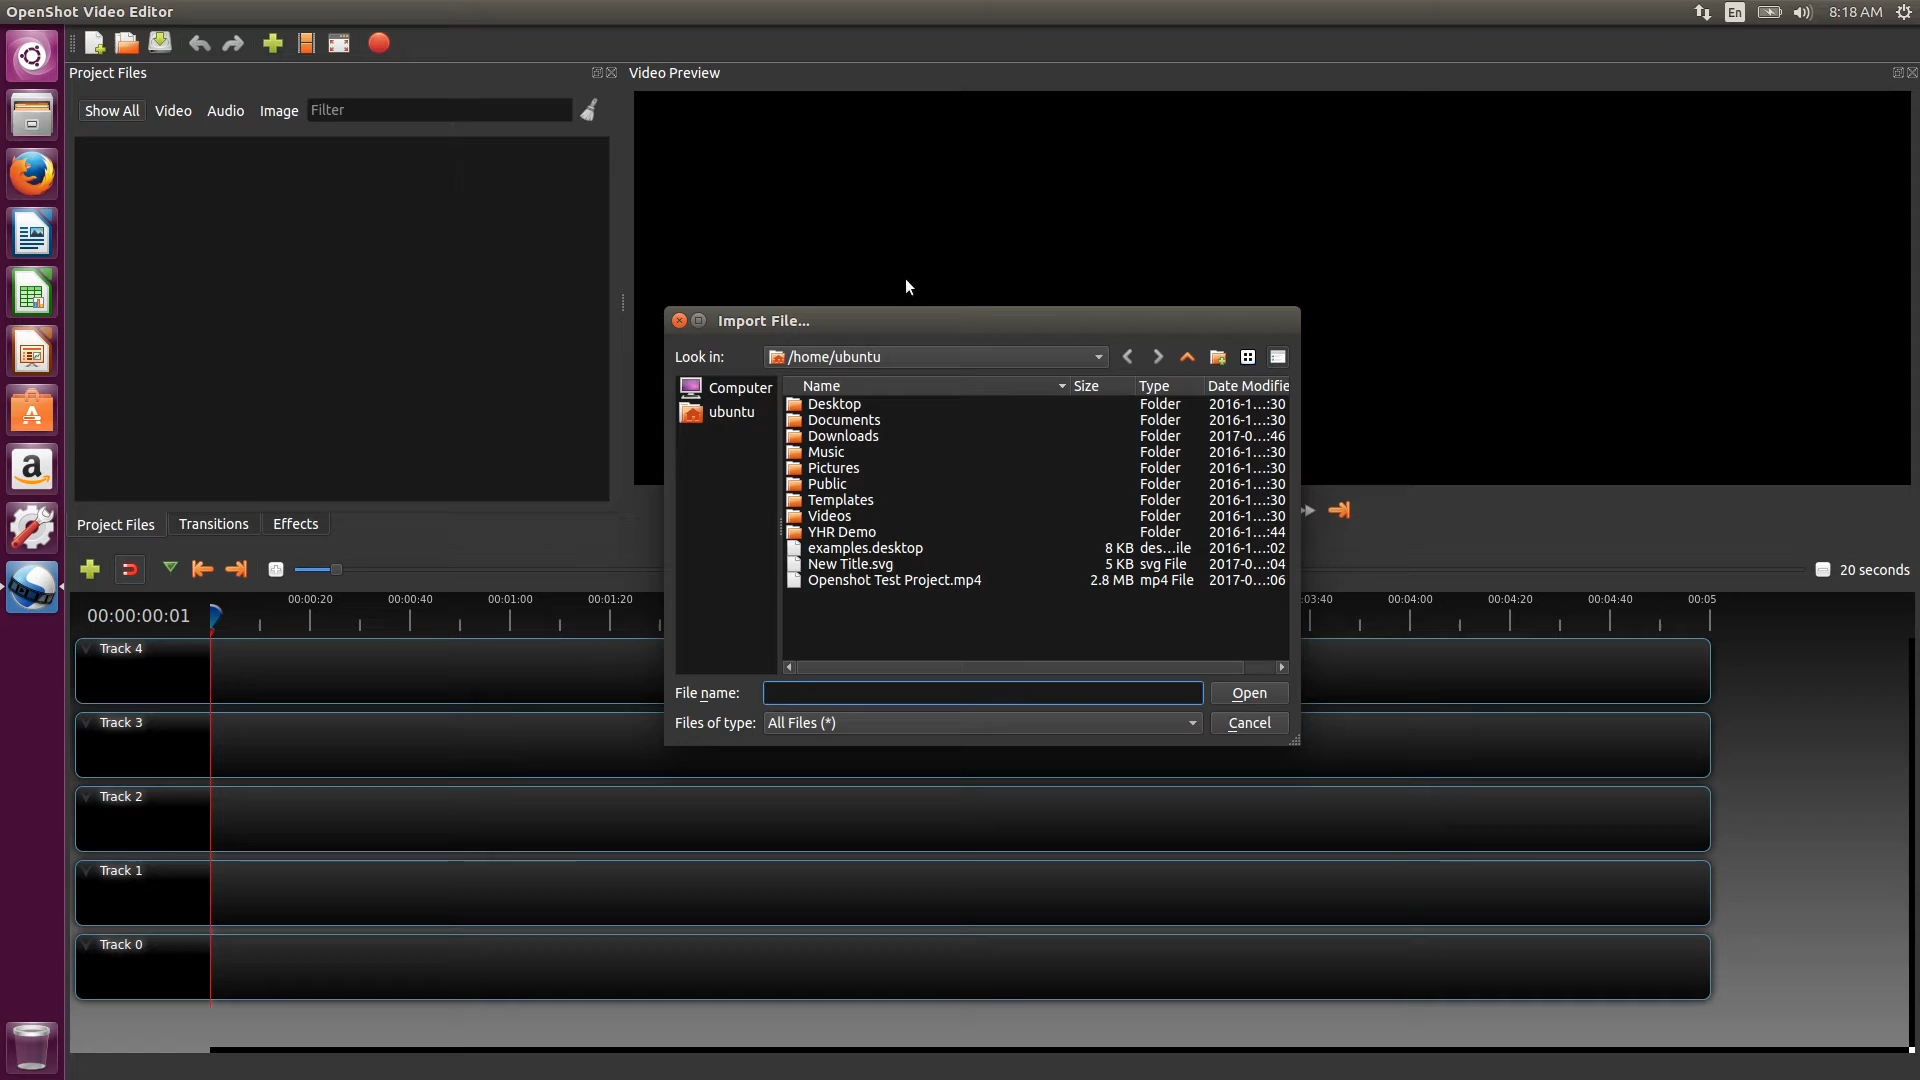 OpenShot Video Editor
En
8:18 AM
Project Files
Video Preview
Show All Video Audio Image Filter
Import File...
Look in: /home/ubuntu
Computer
ubuntu
Name Size Type Date Modifie
Desktop Folder 2016-1...:30
Documents Folder 2016-1...:30
Downloads Folder 2017-0...:46
Music Folder 2016-1...:30
Pictures Folder 2016-1...:30
Public Folder 2016-1...:30
Templates Folder 2016-1...:30
Videos Folder 2016-1...:30
YHR Demo Folder 2016-1...:44
examples.desktop 8 KB des...ile 2016-1...:02
New Title.svg 5 KB svg File 2017-0...:04
Openshot Test Project.mp4 2.8 MB mp4 File 2017-0...:06
File name: Open
Files of type: All Files (*) Cancel
Project Files Transitions Effects
20 seconds
00:00:00:01
00:00:20 00:00:40 00:01:00 00:01:20 :03:40 00:04:00 00:04:20 00:04:40 00:05
Track 4
Track 3
Track 2
Track 1
Track 0